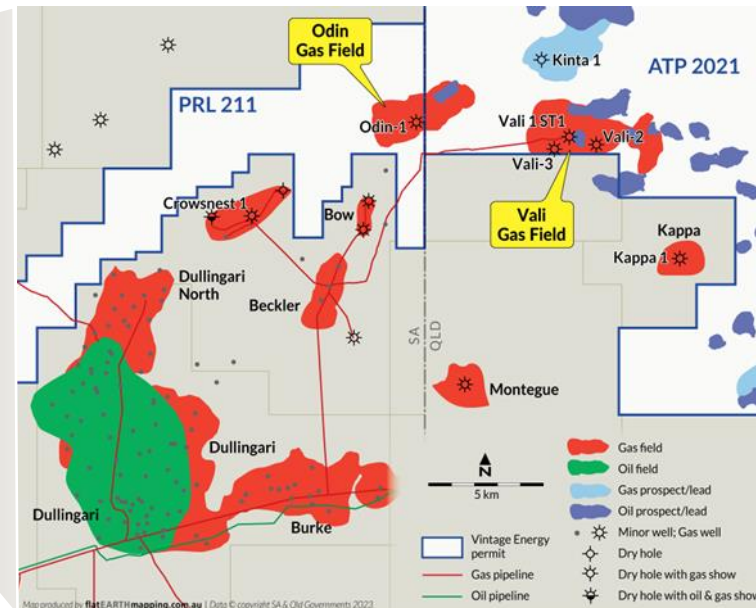 Odin
Gas Field
Kinta 1
ATP 2021
PRL 211
Odin-1
Vali 1 ST1
Vali-2
Vali-3
Crowsnest 1
Bow
Vali
Gas Field
Kappa
Kappa 1
Dullingari
North
Beckler
SA
QLD
Montegue
Dullingari
Dullingari
Burke
N
5 km
Gas field
Oil field
Gas prospect/lead
Oil prospect/lead
Minor well; Gas well
Dry hole
Dry hole with gas show
Dry hole with oil & gas show
Vintage Energy
permit
Gas pipeline
Oil pipeline
Map produced by flatEARTHmapping.com.au | Data © copyright SA & Qld Governments 2023